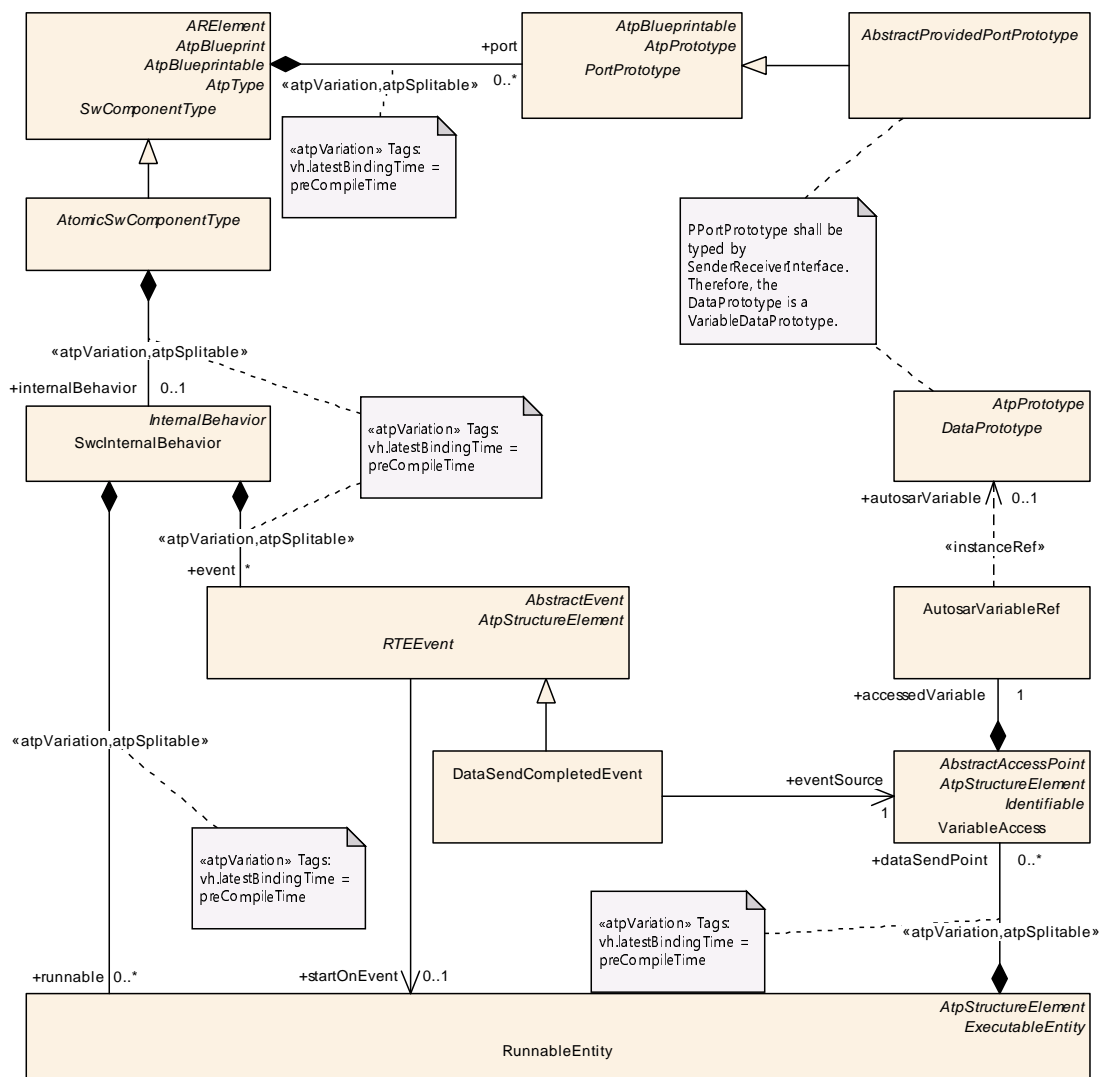 ARElement
AtpBlueprint
AtpBlueprintable
AtpType
SwComponentType
+port
0..*
«atpVariation,atpSplitable»
AtpBlueprintable
AtpPrototype
PortPrototype
AbstractProvidedPortPrototype
«atpVariation» Tags:
vh.latestBindingTime =
preCompileTime
AtomicSwComponentType
PPortPrototype shall be
typed by
SenderReceiverInterface.
Therefore, the
DataPrototype is a
VariableDataPrototype.
«atpVariation,atpSplitable»
+internalBehavior
0..1
InternalBehavior
SwcInternalBehavior
«atpVariation» Tags:
vh.latestBindingTime =
preCompileTime
AtpPrototype
DataPrototype
+autosarVariable
0..1
«instanceRef»
«atpVariation,atpSplitable»
+event
*
AbstractEvent
AtpStructureElement
RTEEvent
AutosarVariableRef
+accessedVariable
1
«atpVariation,atpSplitable»
DataSendCompletedEvent
+eventSource
1
AbstractAccessPoint
AtpStructureElement
Identifiable
VariableAccess
+dataSendPoint
0..*
«atpVariation» Tags:
vh.latestBindingTime =
preCompileTime
«atpVariation» Tags:
vh.latestBindingTime =
preCompileTime
«atpVariation,atpSplitable»
+runnable
0..*
+startOnEvent
0..1
AtpStructureElement
ExecutableEntity
RunnableEntity